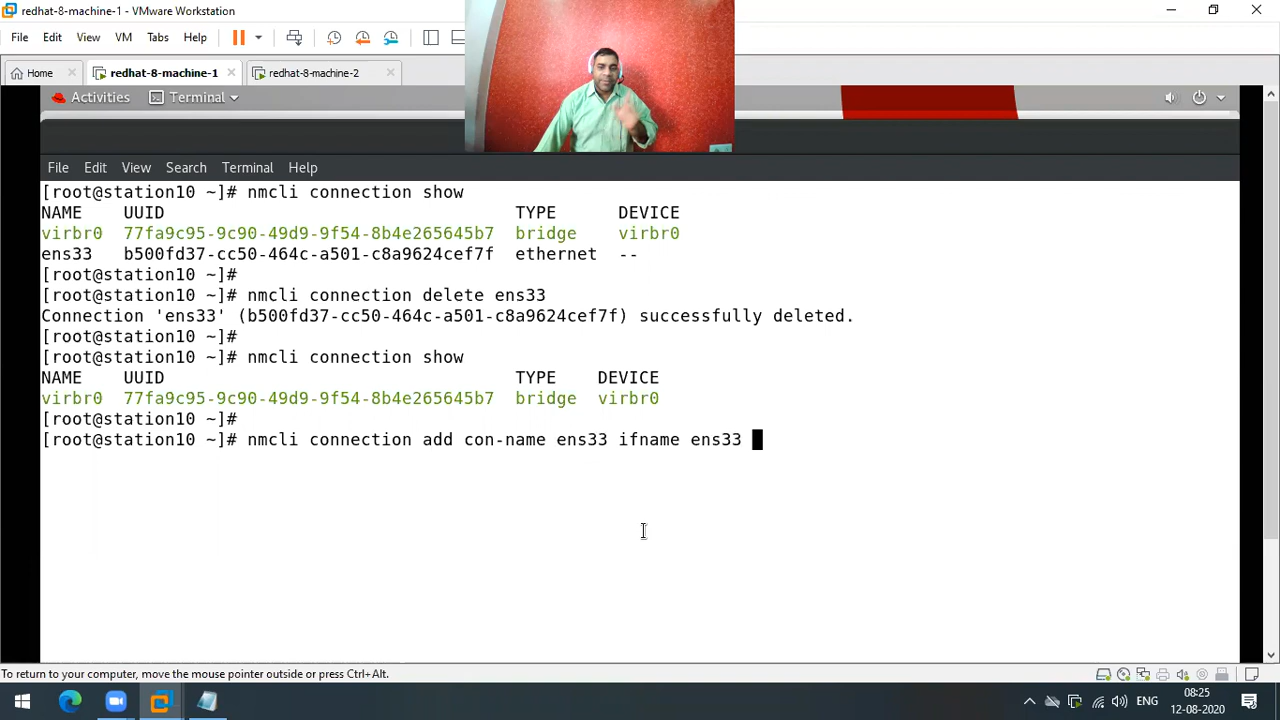 redhat-8-machine-1 - VMware Workstation
File Edit View VM Tabs Help
Home redhat-8-machine-1 redhat-8-machine-2
Activities Terminal
File Edit View Search Terminal Help
[root@station10 ~]# nmcli connection show
NAME UUID TYPE DEVICE
virbr0 77fa9c95-9c90-49d9-9f54-8b4e265645b7 bridge virbr0
ens33 b500fd37-cc50-464c-a501-c8a9624cef7f ethernet --
[root@station10 ~]#
[root@station10 ~]# nmcli connection delete ens33
Connection 'ens33' (b500fd37-cc50-464c-a501-c8a9624cef7f) successfully deleted.
[root@station10 ~]#
[root@station10 ~]# nmcli connection show
NAME UUID TYPE DEVICE
virbr0 77fa9c95-9c90-49d9-9f54-8b4e265645b7 bridge virbr0
[root@station10 ~]#
[root@station10 ~]# nmcli connection add con-name ens33 ifname ens33
To return to your computer, move the mouse pointer outside or press Ctrl+Alt.
ENG
08:25
12-08-2020